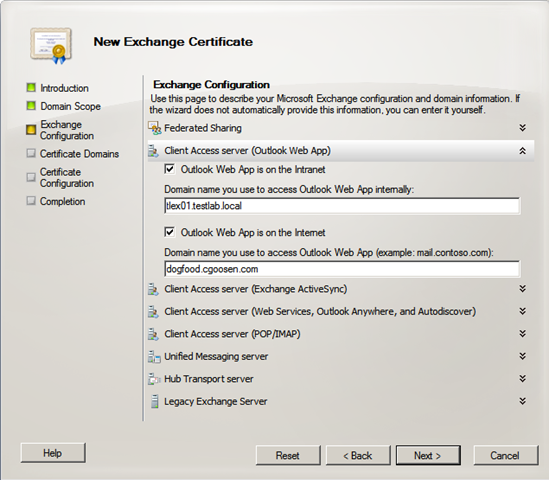 New Exchange Certificate
Introduction
Domain Scope
Exchange
Configuration
Certificate Domains
Certificate
Configuration
Completion
Exchange Configuration
Use this page to describe your Microsoft Exchange configuration and domain information. If
the wizard does not automatically provide this information, you can enter it yourself.
Federated Sharing
Client Access server (Outlook Web App)
Outlook Web App is on the Intranet
Domain name you use to access Outlook Web App internally:
tlex01.testlab.local
Outlook Web App is on the Internet
Domain name you use to access Outlook Web App (example: mail.contoso.com):
dogfood.cgoosen.com
Client Access server (Exchange ActiveSync)
Client Access server (Web Services, Outlook Anywhere, and Autodiscover)
Client Access server (POP/IMAP)
Unified Messaging server
Hub Transport server
Legacy Exchange Server
Help
Reset
< Back
Next >
Cancel